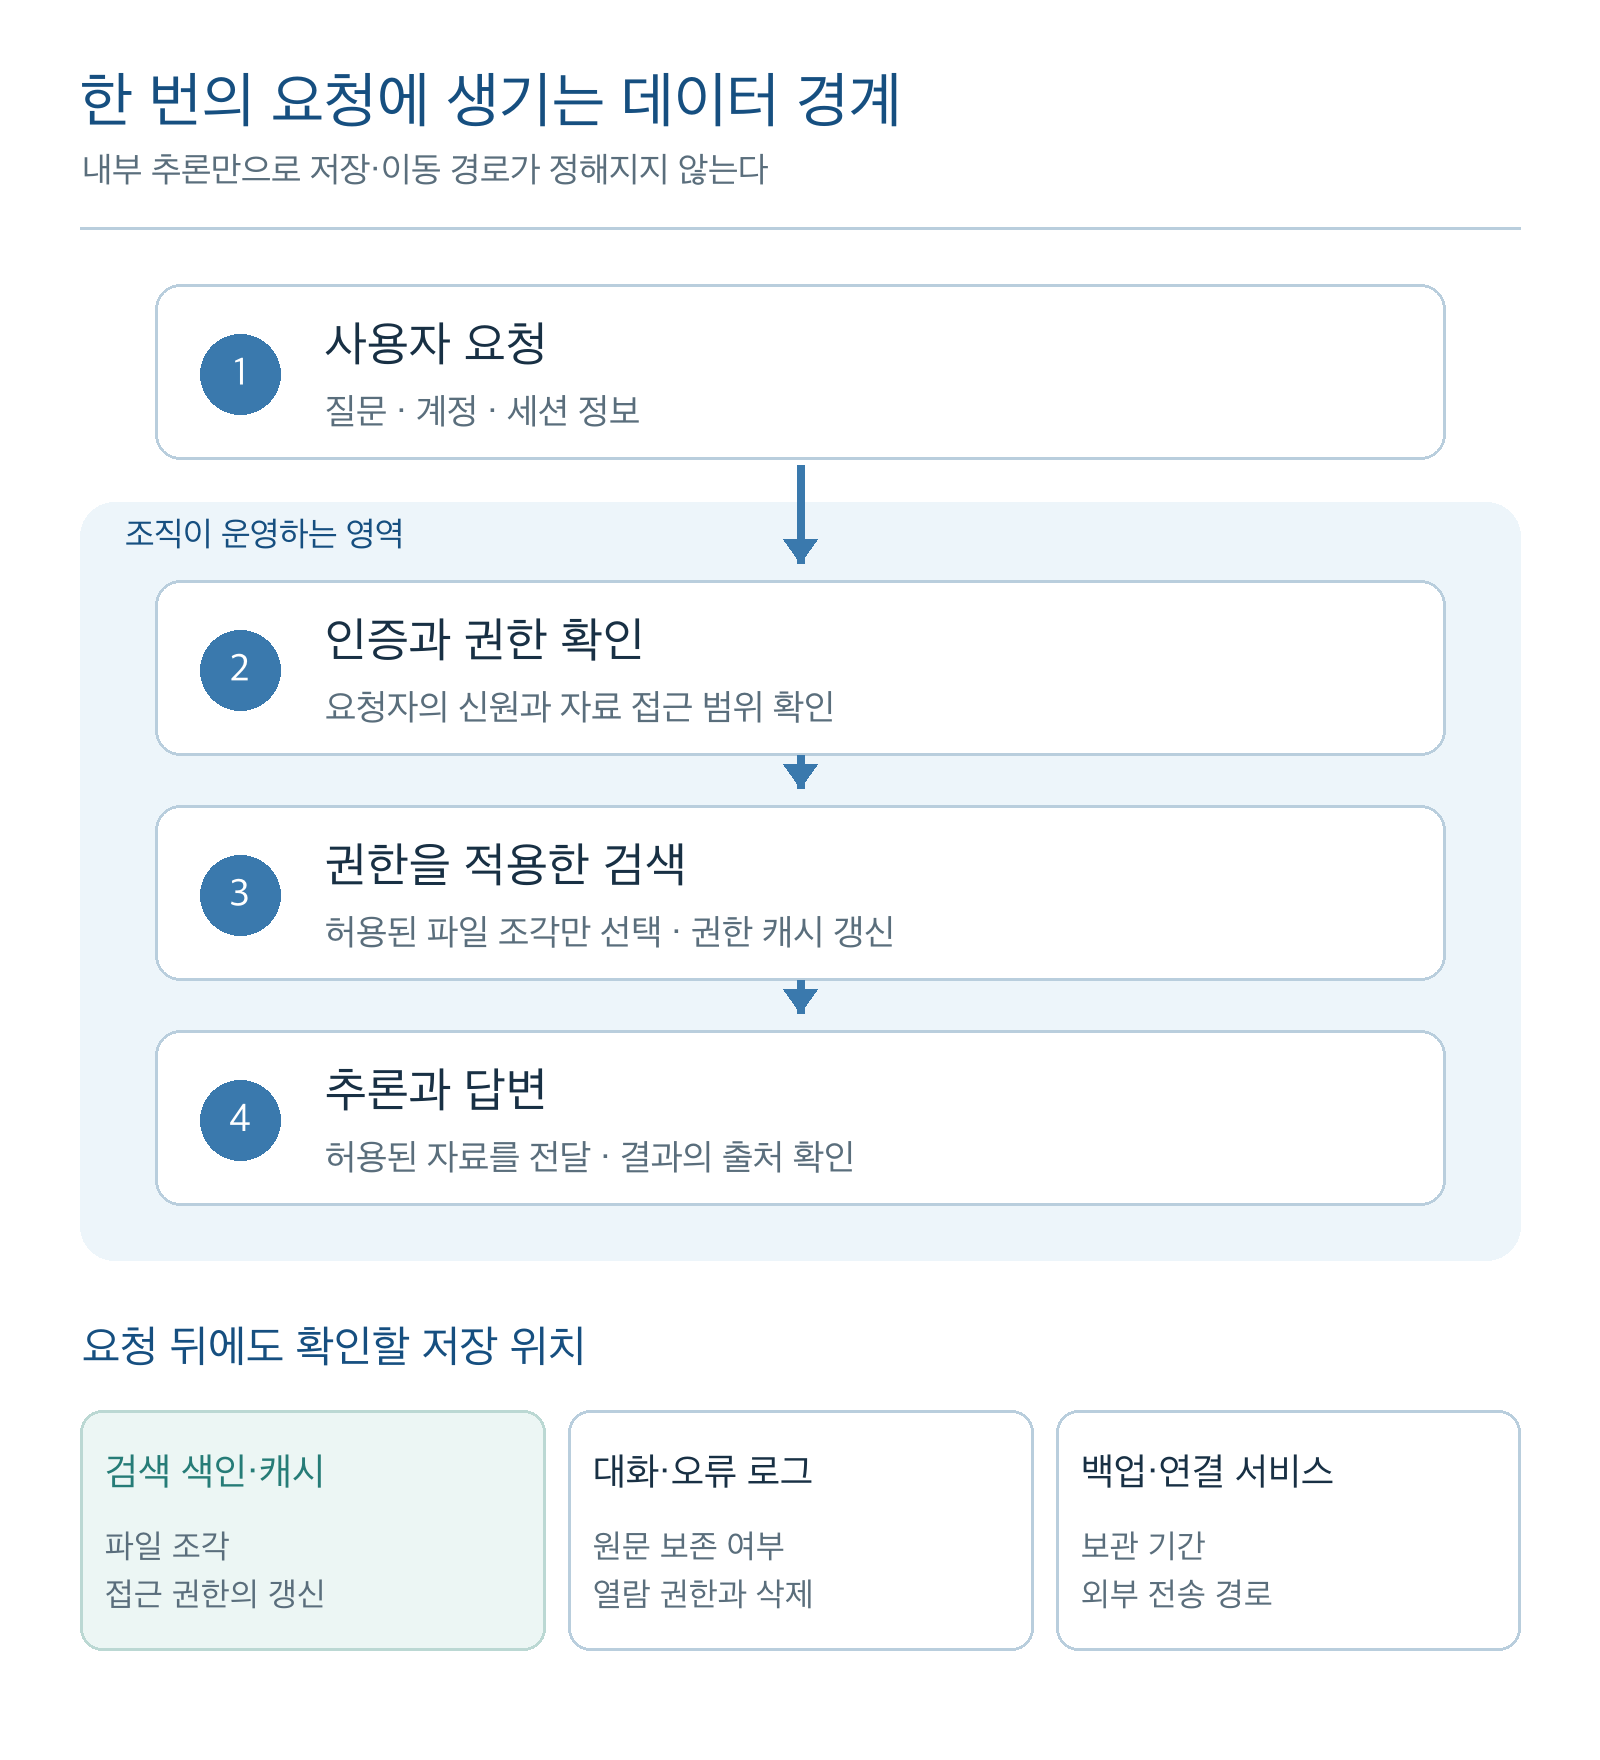 한 번의 요청에 생기는 데이터 경계
내부 추론만으로 저장·이동 경로가 정해지지 않는다
1
사용자 요청
질문 · 계정 · 세션 정보
조직이 운영하는 영역
2
인증과 권한 확인
요청자의 신원과 자료 접근 범위 확인
3
권한을 적용한 검색
허용된 파일 조각만 선택 · 권한 캐시 갱신
4
추론과 답변
허용된 자료를 전달 · 결과의 출처 확인
요청 뒤에도 확인할 저장 위치
검색 색인·캐시
파일 조각
접근 권한의 갱신
대화·오류 로그
원문 보존 여부
열람 권한과 삭제
백업·연결 서비스
보관 기간
외부 전송 경로